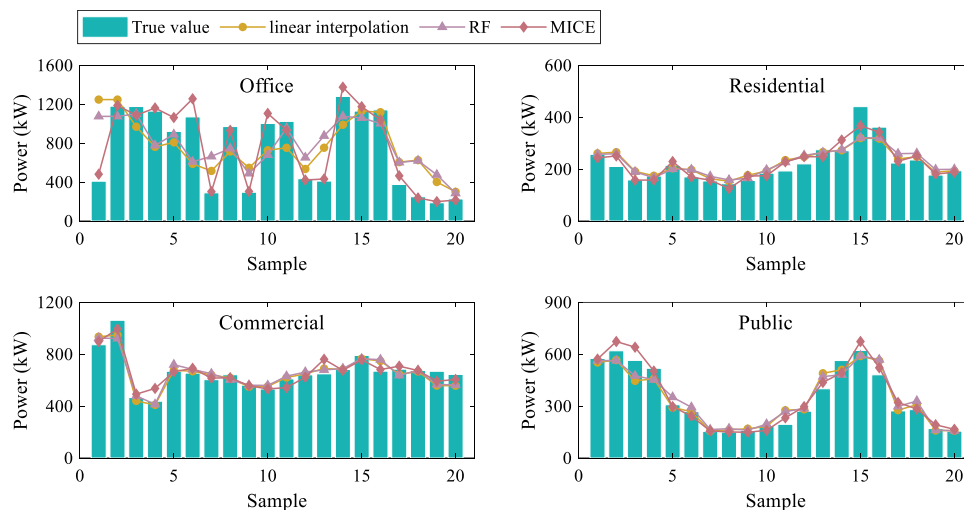 True value linear interpolation RF MICE
Office
Power (kW)
1600
1200
800
400
0
0 5 10 15 20
Sample
Residential
Power (kW)
600
400
200
0
0 5 10 15 20
Sample
Commercial
Power (kW)
1200
800
400
0
0 5 10 15 20
Sample
Public
Power (kW)
900
600
300
0
0 5 10 15 20
Sample